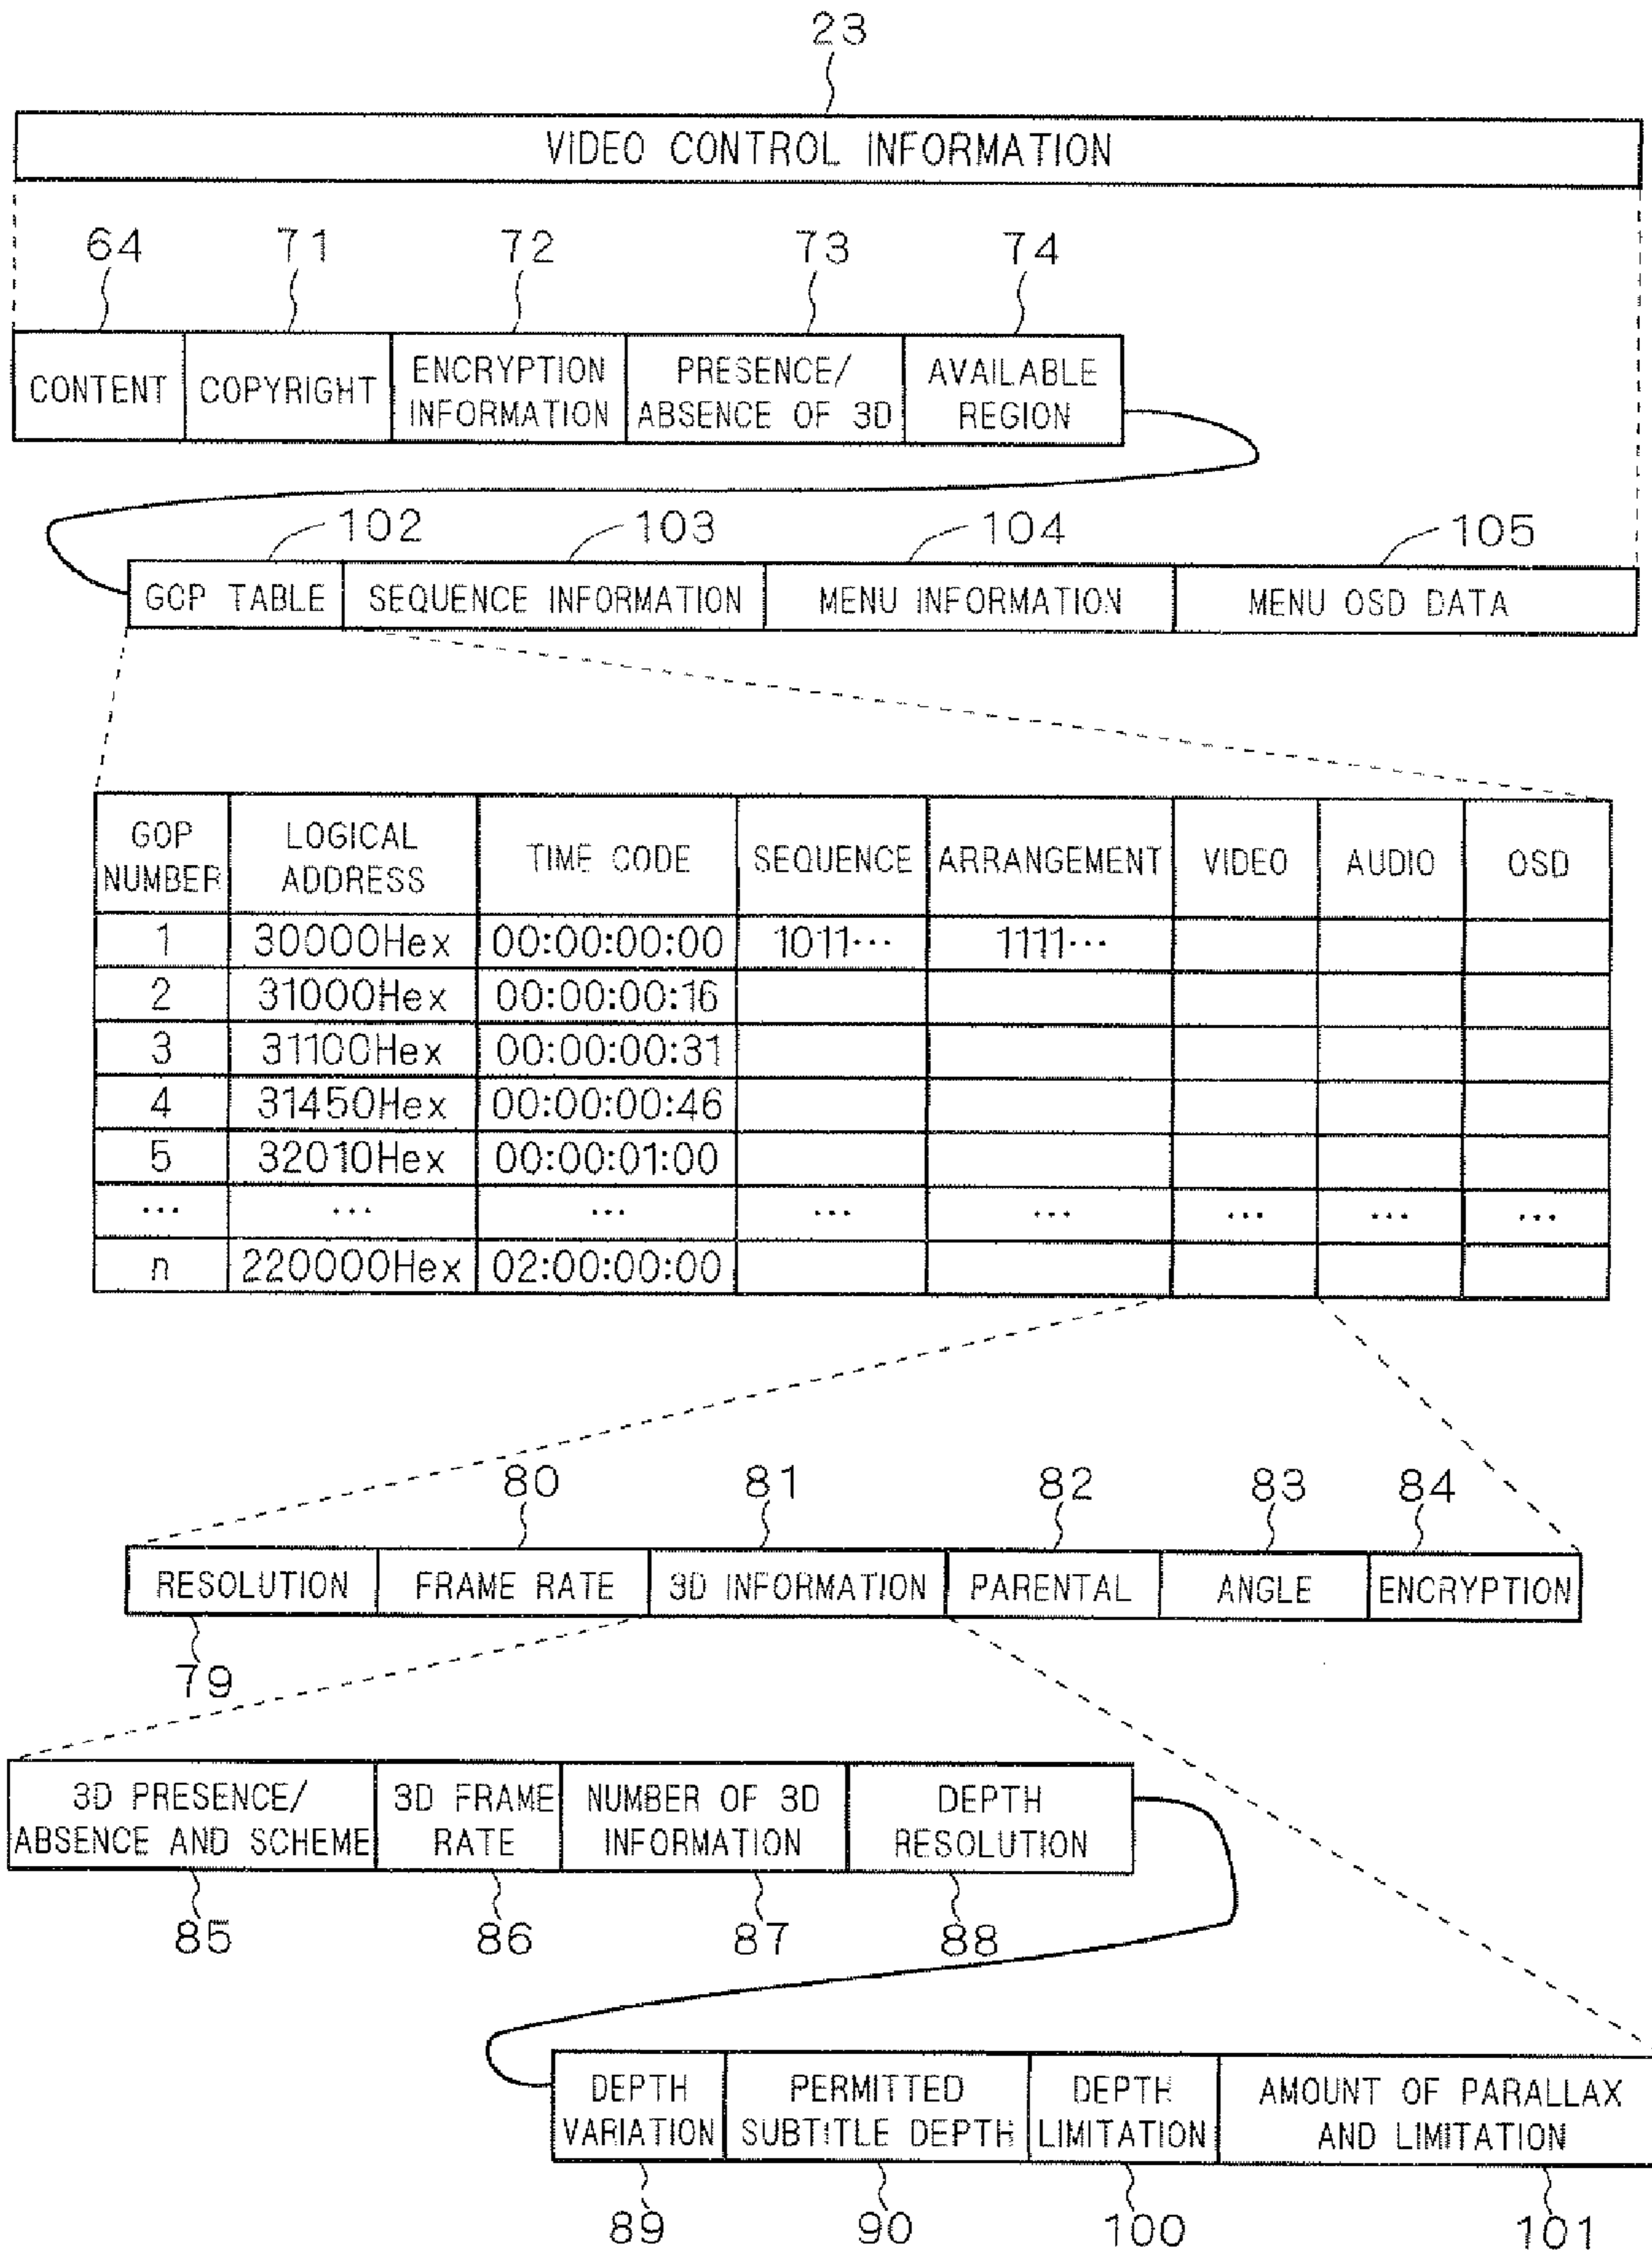 23
VIDEO CONTROL INFORMATION
64 71 72 73 74
CONTENT COPYRIGHT ENCRYPTION INFORMATION PRESENCE/ ABSENCE OF 3D AVAILABLE REGION
102 103 104 105
GOP TABLE SEQUENCE INFORMATION MENU INFORMATION MENU OSD DATA
GOP NUMBER LOGICAL ADDRESS TIME CODE SEQUENCE ARRANGEMENT VIDEO AUDIO OSD
1 30000Hex 00:00:00:00 1011... 1111...
2 31000Hex 00:00:00:16
3 31100Hex 00:00:00:31
4 31450Hex 00:00:00:46
5 32010Hex 00:00:01:00
... ... ... ... ... ... ... ...
n 220000Hex 02:00:00:00
80 81 82 83 84
RESOLUTION FRAME RATE 3D INFORMATION PARENTAL ANGLE ENCRYPTION
79
3D PRESENCE/ ABSENCE AND SCHEME 3D FRAME RATE NUMBER OF 3D INFORMATION DEPTH RESOLUTION
85 86 87 88
DEPTH VARIATION PERMITTED SUBTITLE DEPTH DEPTH LIMITATION AMOUNT OF PARALLAX AND LIMITATION
89 90 100 101